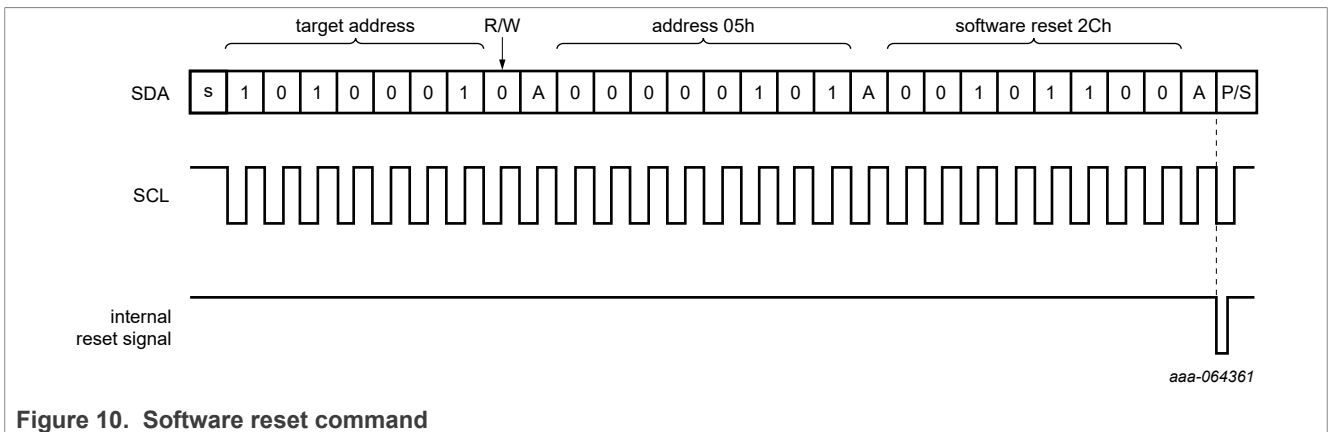 target address R/W address 05h software reset 2Ch
SDA s 1 0 1 0 0 0 1 0 A 0 0 0 0 0 1 0 1 A 0 0 1 0 1 1 0 0 A P/S
SCL
internal
reset signal
aaa-064361
Figure 10. Software reset command